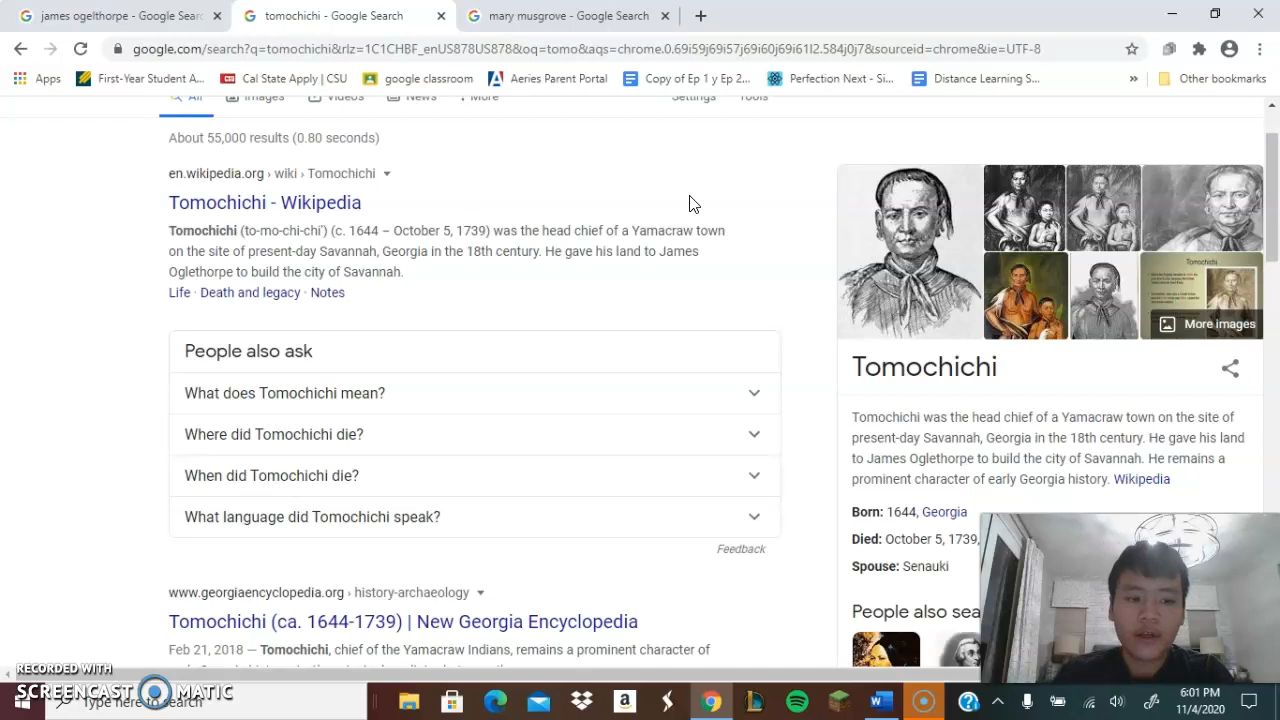 james ogelthorpe - Google Search
tomochichi - Google Search
mary musgrove - Google Search
google.com/search?q=tomochichi&rlz=1C1CHBF_enUS878US878&oq=tomo&aqs=chrome.0.69i59j69i57j69i60j69i61l2.584j0j7&sourceid=chrome&ie=UTF-8
Apps
First-Year Student A...
Cal State Apply | CSU
google classroom
Aeries Parent Portal
Copy of Ep 1 y Ep 2...
Perfection Next - Si...
Distance Learning S...
»
Other bookmarks
All
Images
Videos
News
More
Settings
Tools
About 55,000 results (0.80 seconds)
en.wikipedia.org › wiki › Tomochichi
Tomochichi - Wikipedia
Tomochichi (to-mo-chi-chi') (c. 1644 – October 5, 1739) was the head chief of a Yamacraw town
on the site of present-day Savannah, Georgia in the 18th century. He gave his land to James
Oglethorpe to build the city of Savannah.
Life · Death and legacy · Notes
People also ask
What does Tomochichi mean?
Where did Tomochichi die?
When did Tomochichi die?
What language did Tomochichi speak?
Feedback
www.georgiaencyclopedia.org › history-archaeology
Tomochichi (ca. 1644-1739) | New Georgia Encyclopedia
Feb 21, 2018 — Tomochichi, chief of the Yamacraw Indians, remains a prominent character of
Tomochichi
More images
Tomochichi
Tomochichi was the head chief of a Yamacraw town on the site of
present-day Savannah, Georgia in the 18th century. He gave his land
to James Oglethorpe to build the city of Savannah. He remains a
prominent character of early Georgia history. Wikipedia
Born: 1644, Georgia
Died: October 5, 1739,
Spouse: Senauki
People also sea
RECORDED WITH
SCREENCAST MATIC
Type here to search
6:01 PM
11/4/2020